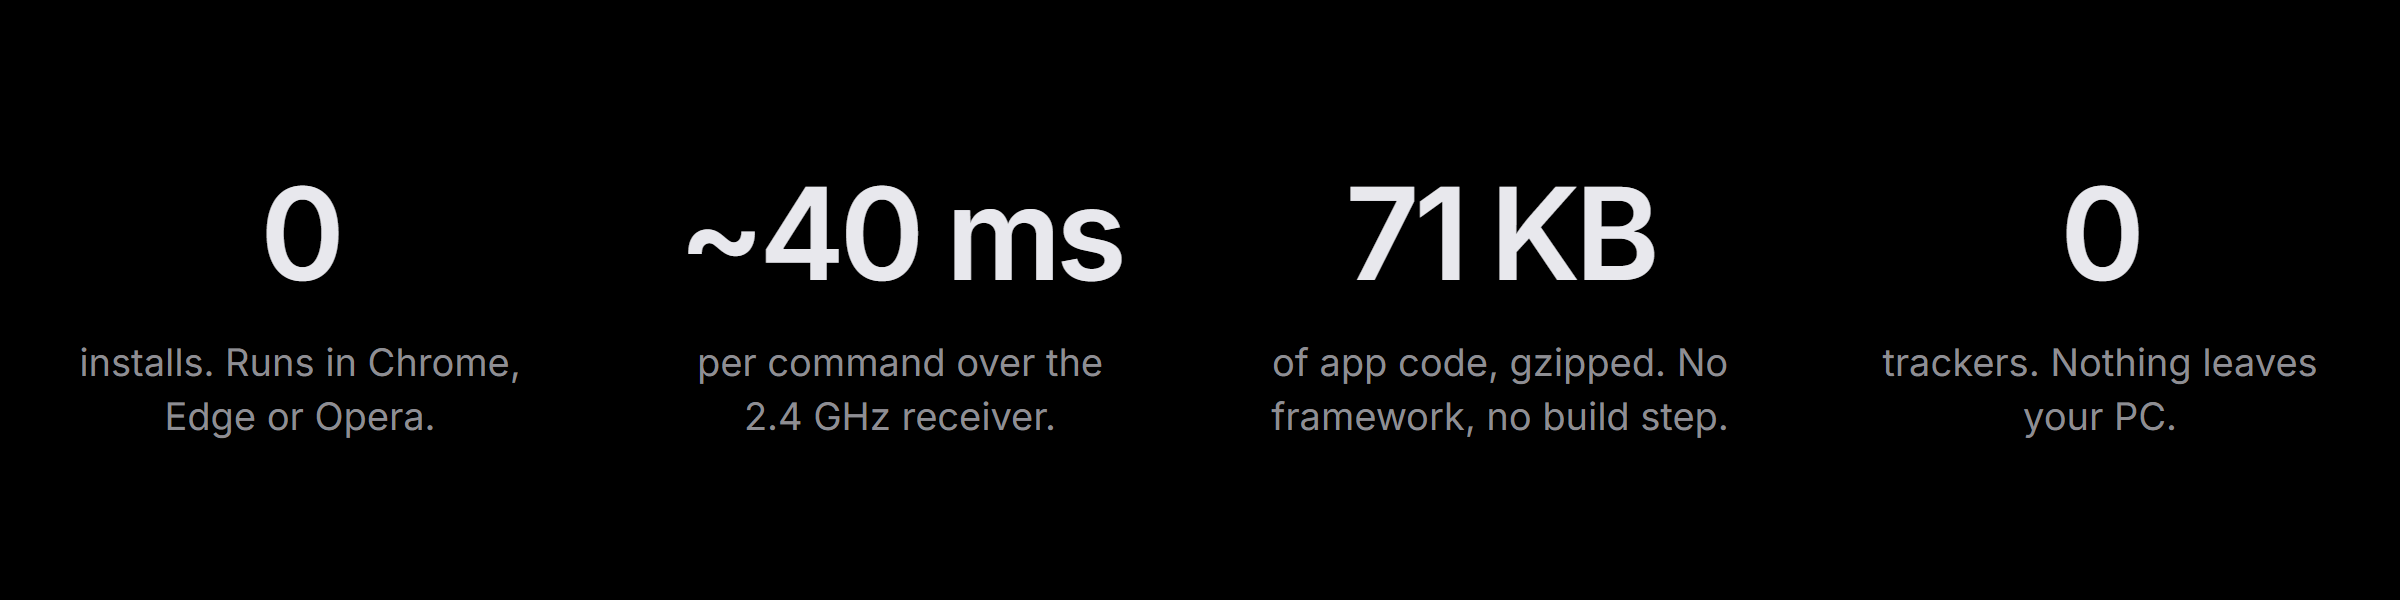 0
installs. Runs in Chrome,
Edge or Opera.
~40 ms
per command over the
2.4 GHz receiver.
71 KB
of app code, gzipped. No
framework, no build step.
0
trackers. Nothing leaves
your PC.